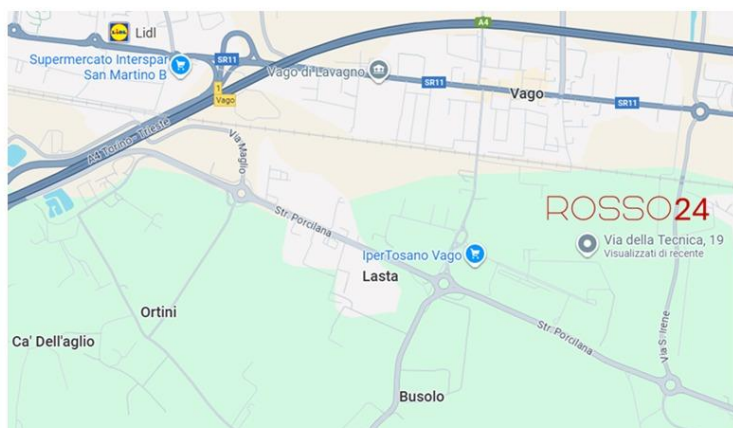 A4
Lidl
Supermercato Interspar
San Martino B
SR11
Vago di Lavagno
1
Vago
SR11
Vago
SR11
A4 Torino - Trieste
Via Maglio
ROSSO24
Str. Porcilana
Via della Tecnica, 19
Visualizzati di recente
IperTosano Vago
Lasta
Ortini
Str. Porcilana
Via S. Irene
Ca' Dell'aglio
Busolo